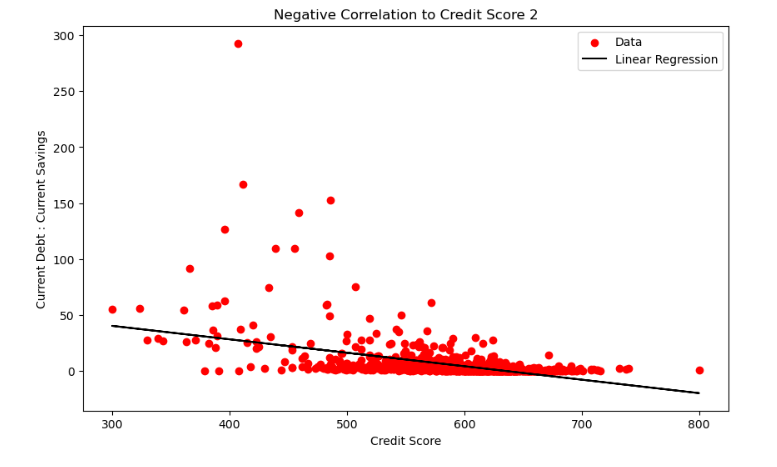 Negative Correlation to Credit Score 2
Data
Linear Regression
300
250
200
150
100
50
0
Current Debt : Current Savings
300 400 500 600 700 800
Credit Score